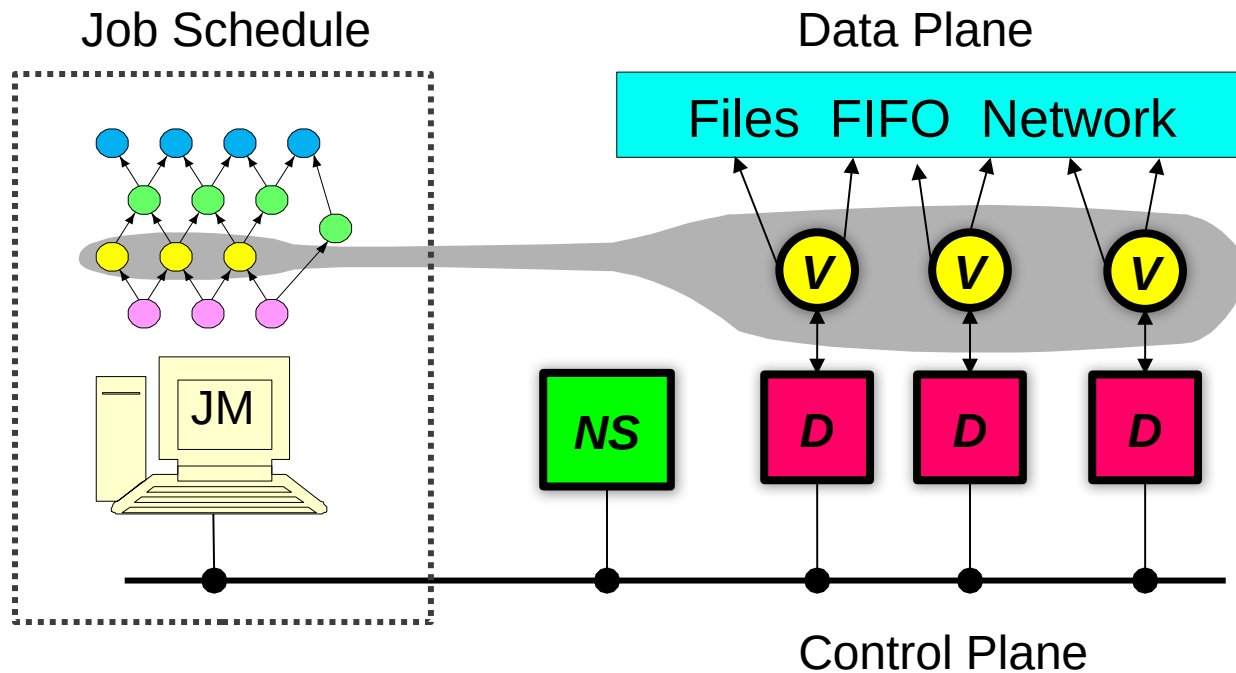 Job Schedule
Data Plane
Files FIFO Network
V V V
JM
NS D D D
Control Plane